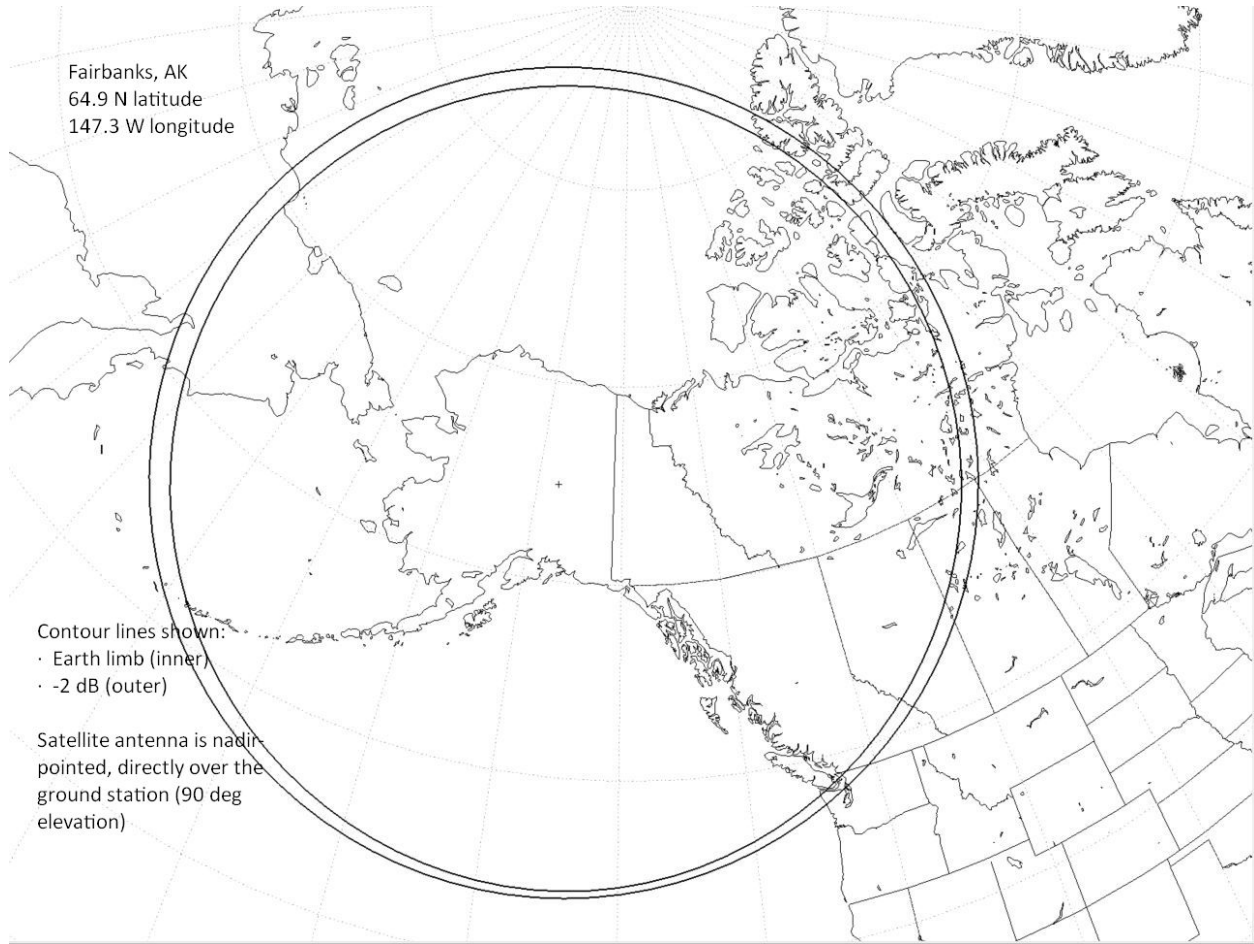 Fairbanks, AK
64.9 N latitude
147.3 W longitude
Contour lines shown:
· Earth limb (inner)
· -2 dB (outer)
Satellite antenna is nadir-
pointed, directly over the
ground station (90 deg
elevation)